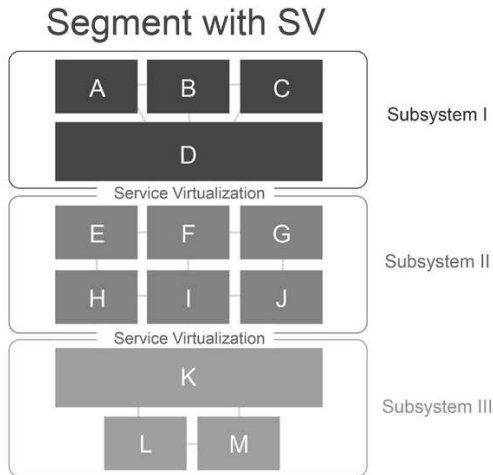 Segment with SV
A B C
Subsystem I
D
Service Virtualization
E F G
Subsystem II
H I J
Service Virtualization
K
Subsystem III
L M